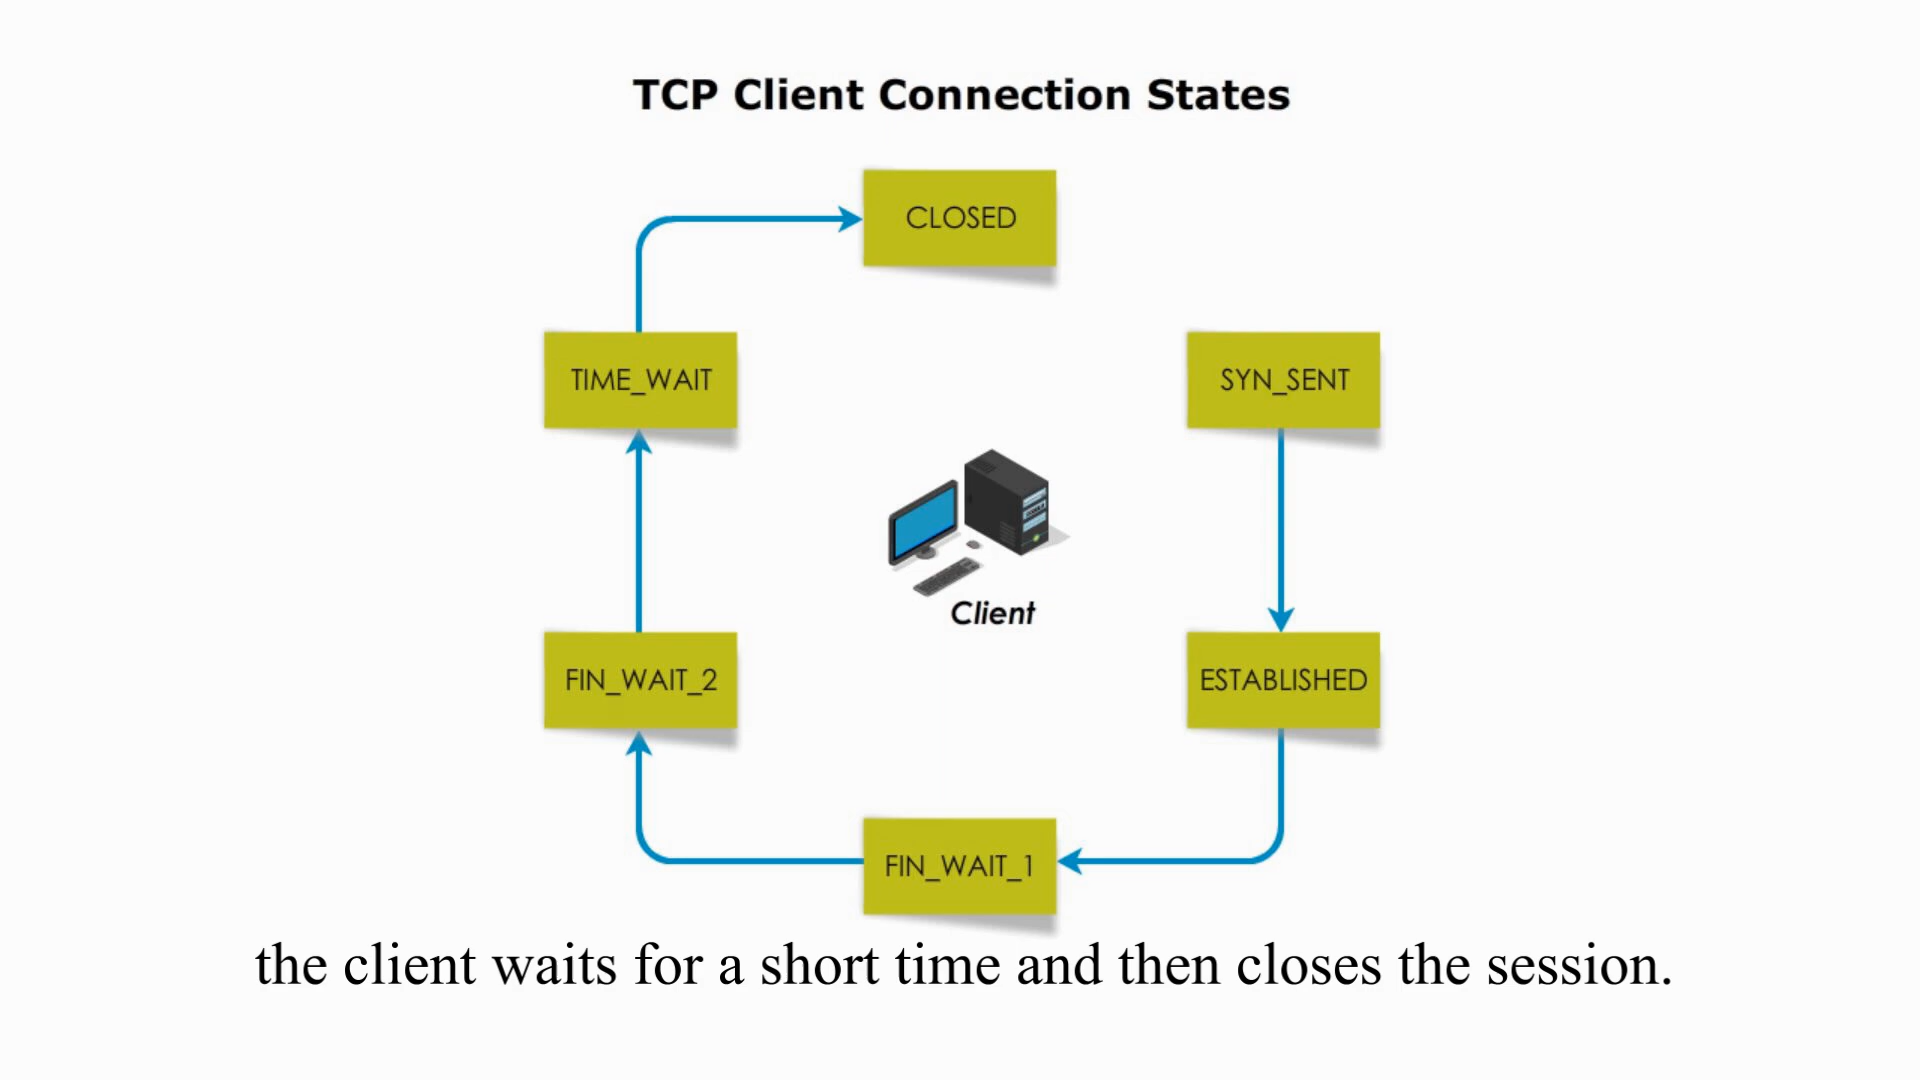 TCP Client Connection States
CLOSED
TIME_WAIT
SYN_SENT
Client
FIN_WAIT_2
ESTABLISHED
FIN_WAIT_1
the client waits for a short time and then closes the session.